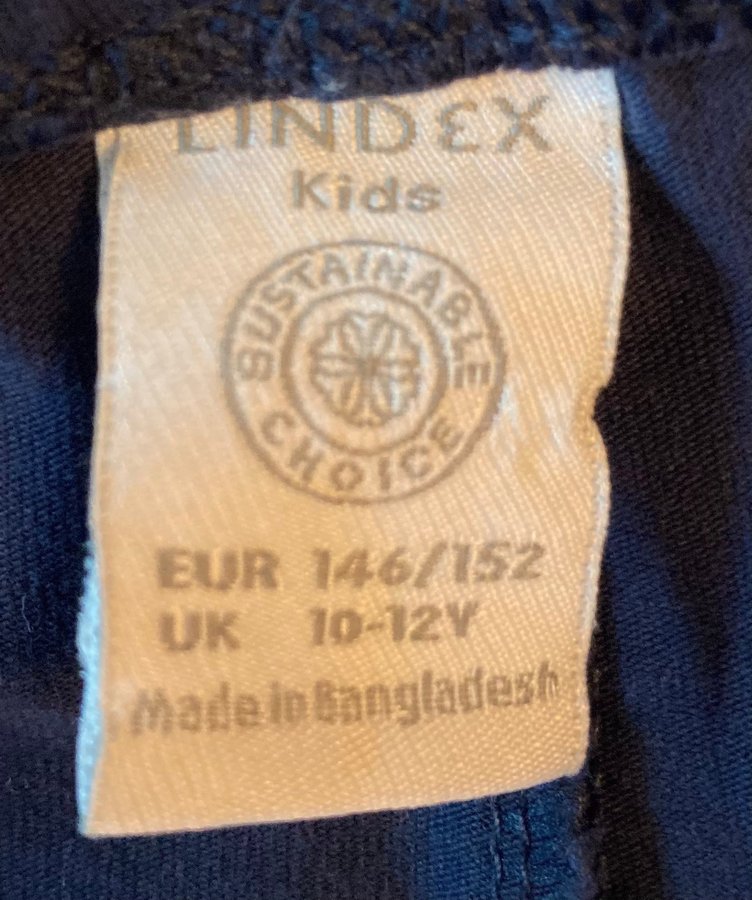 LINDEX
Kids
SUSTAINABLE
CHOICE
EUR 146/152
UK 10-12Y
Made in Bangladesh